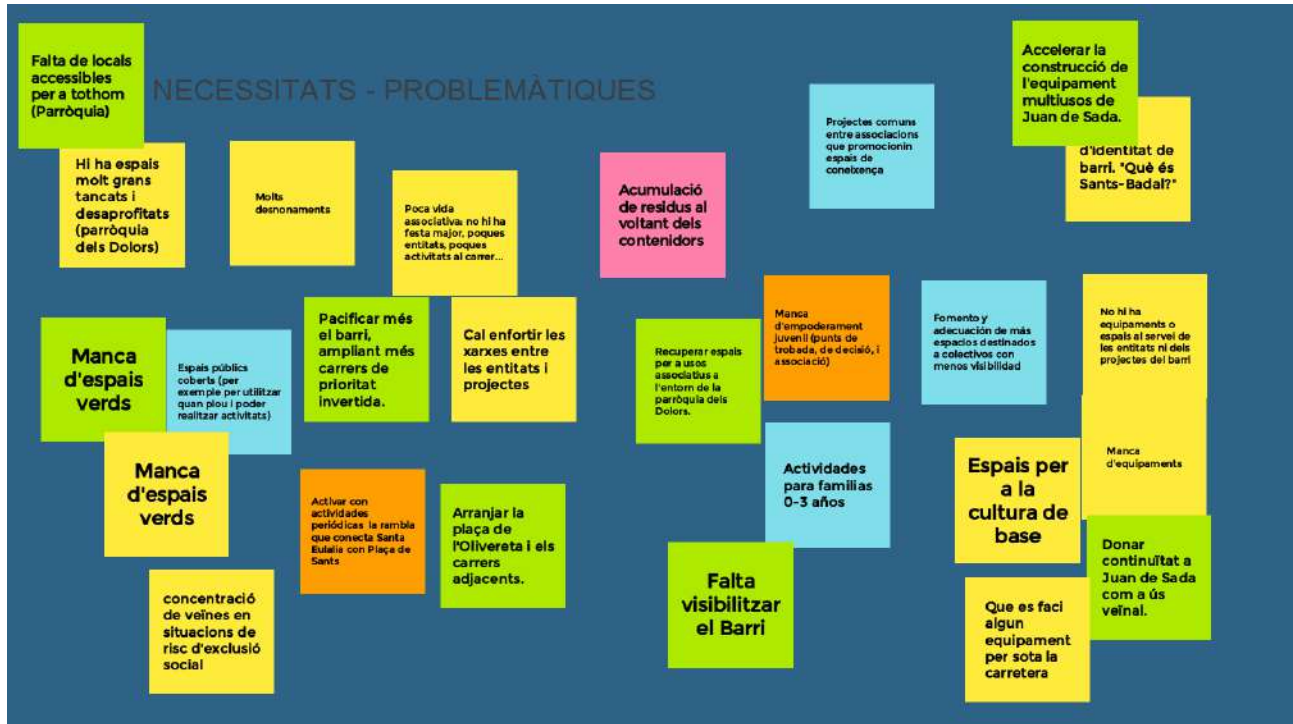 Falta de locals
accessibles
per a tothom
(Parròquia)
NECESSITATS - PROBLEMÀTIQUES
Hi ha espais
molt grans
tancats i
desaprofitats
(parròquia
dels Dolors)
Molts
desnonaments
Poca vida
associativa: no hi ha
festa major, poques
entitats, poques
activitats al carrer...
Acumulació
de residus al
voltant dels
contenidors
Projectes comuns
entre associacions
que promocionin
espais de
coneixença
Accelerar la
construcció de
l'equipament
multiusos de
Juan de Sada.
d'identitat de
barri. "Què és
Sants-Badal?"
Manca
d'espais
verds
Espais públics
coberts (per
exemple per utilitzar
quan plou i poder
realitzar activitats)
Pacificar més
el barri,
ampliant més
carrers de
prioritat
invertida.
Cal enfortir les
xarxes entre
les entitats i
projectes
Recuperar espais
per a usos
associatius a
l'entorn de la
parròquia dels
Dolors.
Manca
d'empoderament
juvenil (punts de
trobada, de decisió, i
associació)
Fomento y
adecuación de más
espacios destinados
a colectivos con
menos visibilidad
No hi ha
equipaments o
espais al servei de
les entitats ni dels
projectes del barri
Manca
d'espais
verds
Activar con
actividades
periódicas la rambla
que conecta Santa
Eulalia con Plaça de
Sants
Arranjar la
plaça de
l'Olivereta i els
carrers
adjacents.
Actividades
para familias
0-3 años
Espais per
a la
cultura de
base
Manca
d'equipaments
concentració
de veïnes en
situacions de
risc d'exclusió
social
Falta
visibilitzar
el Barri
Que es faci
algun
equipament
per sota la
carretera
Donar
continuïtat a
Juan de Sada
com a ús
veïnal.